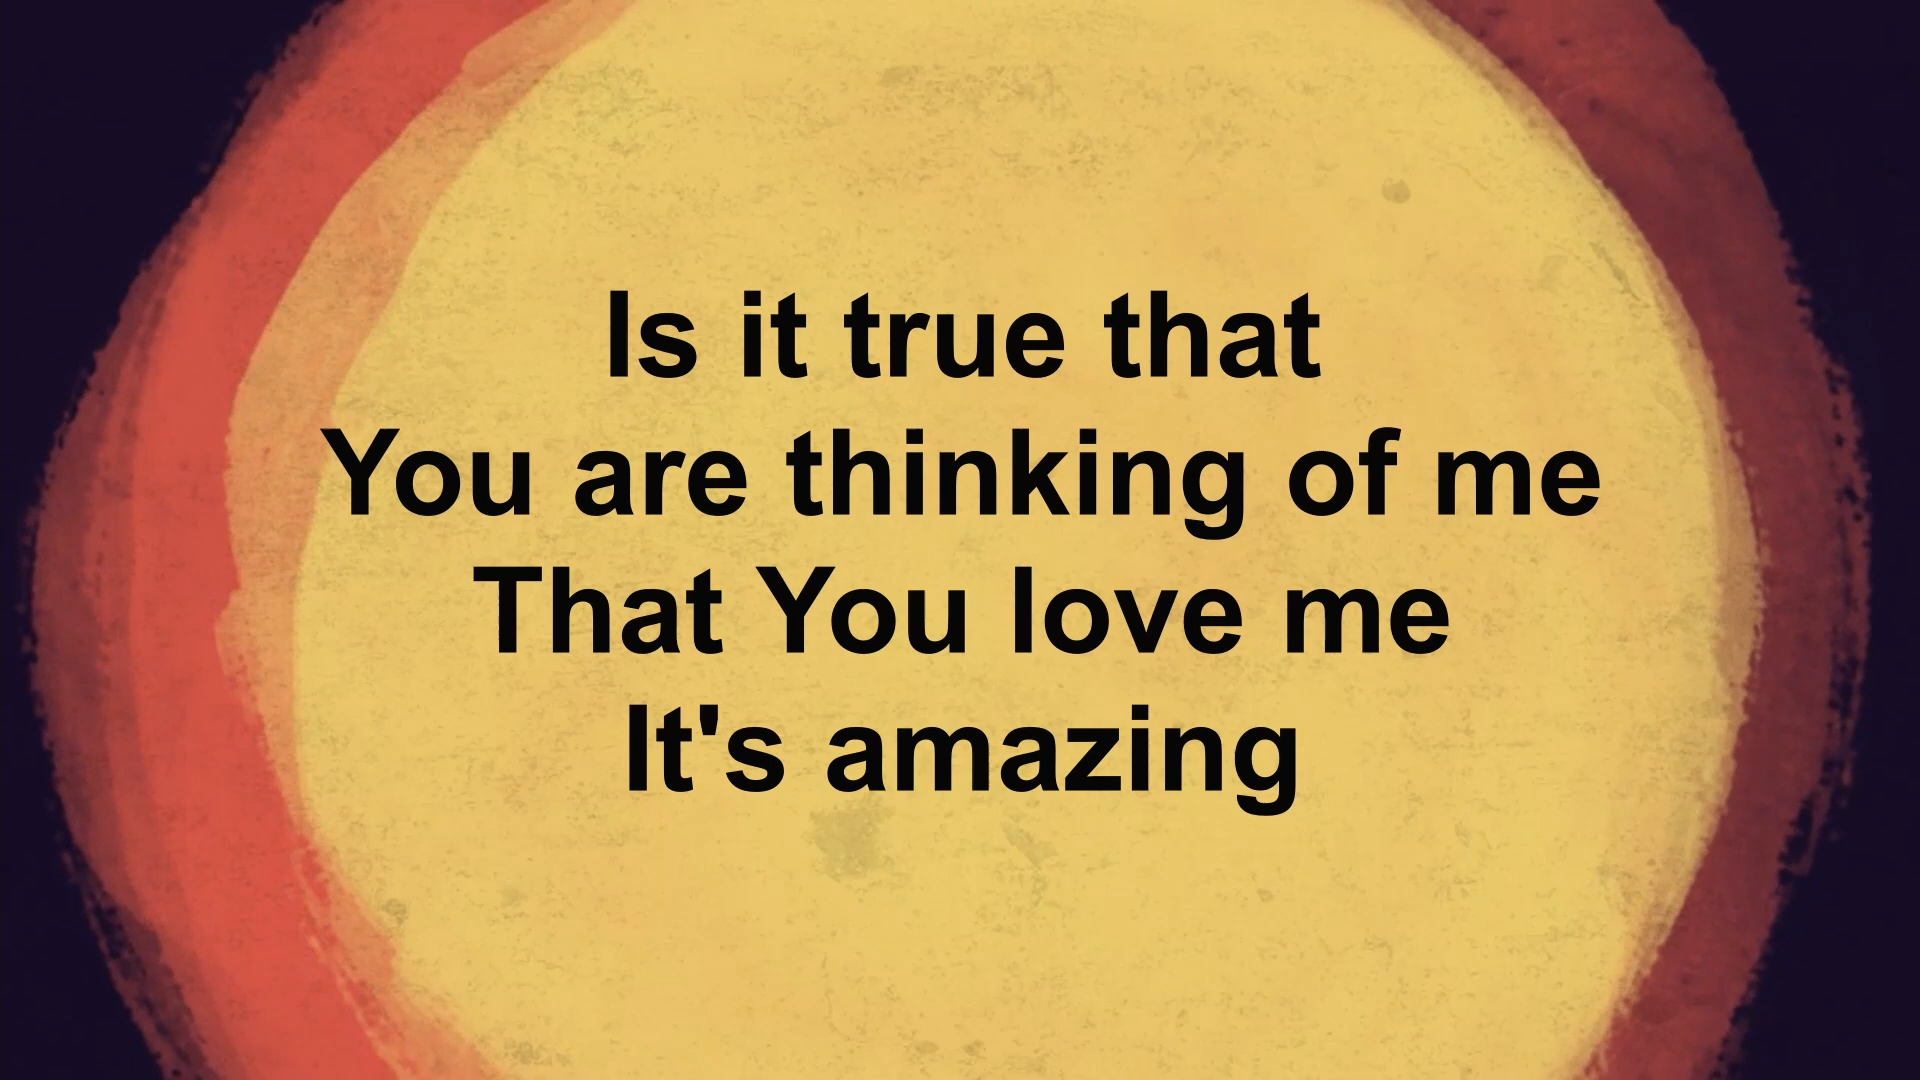 Is it true that
You are thinking of me
That You love me
It's amazing